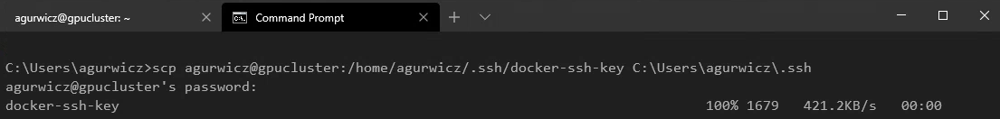 agurwicz@gpucluster: ~
Command Prompt
C:\Users\agurwicz>scp agurwicz@gpucluster:/home/agurwicz/.ssh/docker-ssh-key C:\Users\agurwicz\.ssh
agurwicz@gpucluster's password:
docker-ssh-key 100% 1679 421.2KB/s 00:00